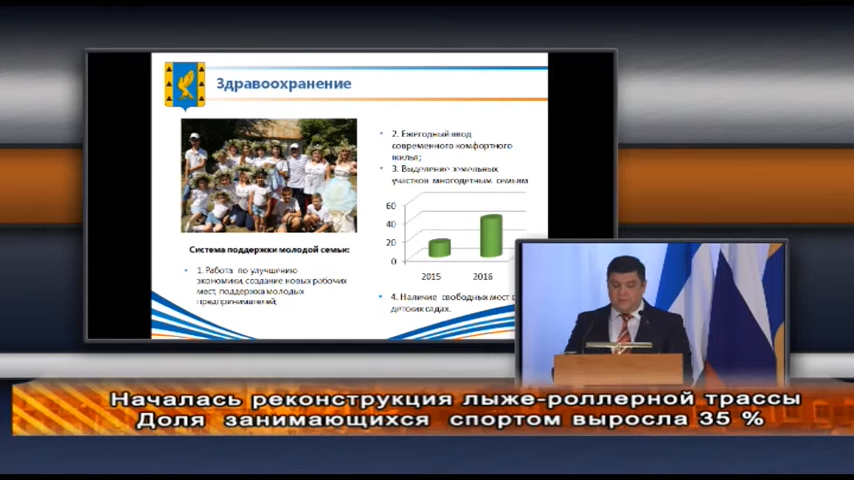 Здравоохранение
Система поддержки молодой семьи:
1. Работа по улучшению
экономики, создание новых рабочих
мест, поддержка молодых
предпринимателей;
2. Ежегодный ввод
современного комфортного
жилья;
3. Выделение земельных
участков многодетным семьям
60
40
20
0
2015
2016
4. Наличие свободных мест в
детских садах.
Началась реконструкция лыже-роллерной трассы
Доля занимающихся спортом выросла 35 %